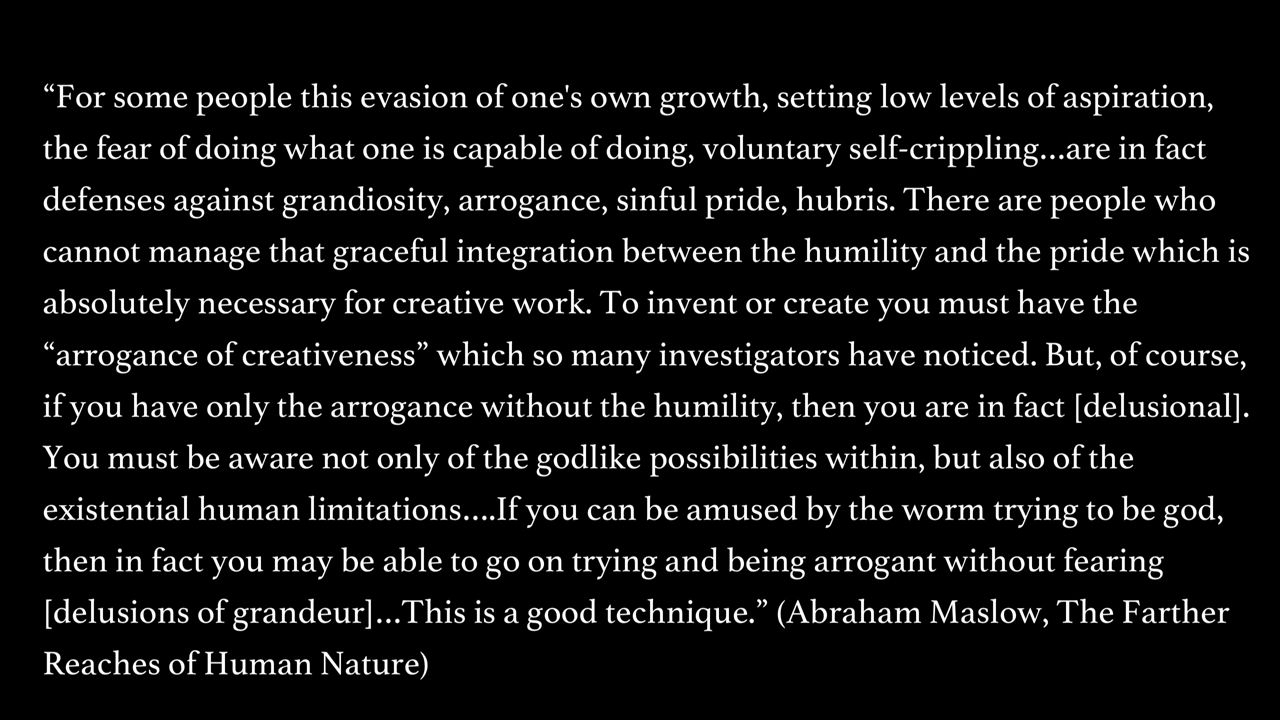 “For some people this evasion of one's own growth, setting low levels of aspiration,
the fear of doing what one is capable of doing, voluntary self-crippling...are in fact
defenses against grandiosity, arrogance, sinful pride, hubris. There are people who
cannot manage that graceful integration between the humility and the pride which is
absolutely necessary for creative work. To invent or create you must have the
“arrogance of creativeness” which so many investigators have noticed. But, of course,
if you have only the arrogance without the humility, then you are in fact [delusional].
You must be aware not only of the godlike possibilities within, but also of the
existential human limitations....If you can be amused by the worm trying to be god,
then in fact you may be able to go on trying and being arrogant without fearing
[delusions of grandeur]...This is a good technique.” (Abraham Maslow, The Farther
Reaches of Human Nature)